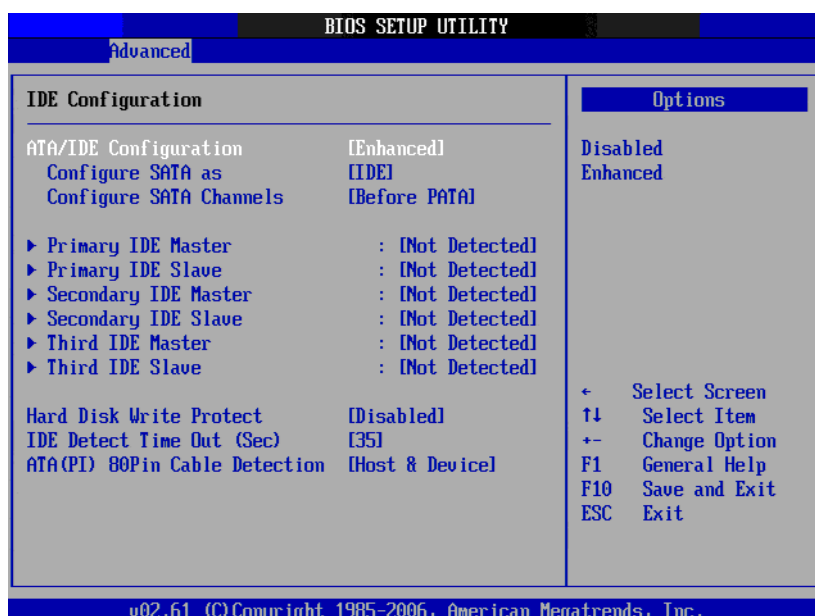 BIOS SETUP UTILITY
Advanced
IDE Configuration
ATA/IDE Configuration [Enhanced]
Configure SATA as [IDE]
Configure SATA Channels [Before PATA]
▶ Primary IDE Master : [Not Detected]
▶ Primary IDE Slave : [Not Detected]
▶ Secondary IDE Master : [Not Detected]
▶ Secondary IDE Slave : [Not Detected]
▶ Third IDE Master : [Not Detected]
▶ Third IDE Slave : [Not Detected]
Hard Disk Write Protect [Disabled]
IDE Detect Time Out (Sec) [35]
ATA(PI) 80Pin Cable Detection [Host & Device]
Options
Disabled
Enhanced
← Select Screen
↑↓ Select Item
+- Change Option
F1 General Help
F10 Save and Exit
ESC Exit
v02.61 (C)Copyright 1985-2006, American Megatrends, Inc.